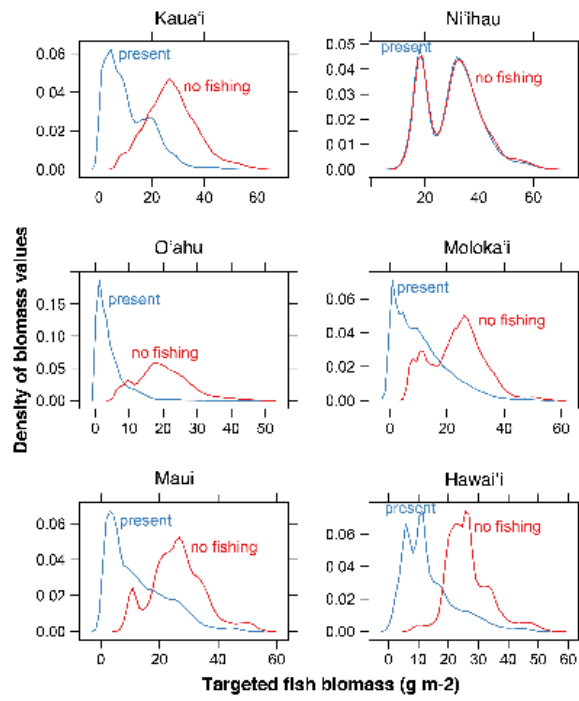 Kaua‘i
Ni‘ihau
0.06
0.04
0.02
0.00
present
no fishing
0 20 40 60
0.05
0.04
0.03
0.02
0.01
0.00
present
no fishing
20 40 60
O‘ahu
Moloka‘i
0.15
0.10
0.05
0.00
present
no fishing
0 10 20 30 40 50
0.06
0.04
0.02
0.00
present
no fishing
0 20 40 60
Density of biomass values
Maui
Hawai‘i
0.06
0.04
0.02
0.00
present
no fishing
0 20 40 60
0.06
0.04
0.02
0.00
present
no fishing
0 10 20 30 40 50 60
Targeted fish biomass (g m-2)